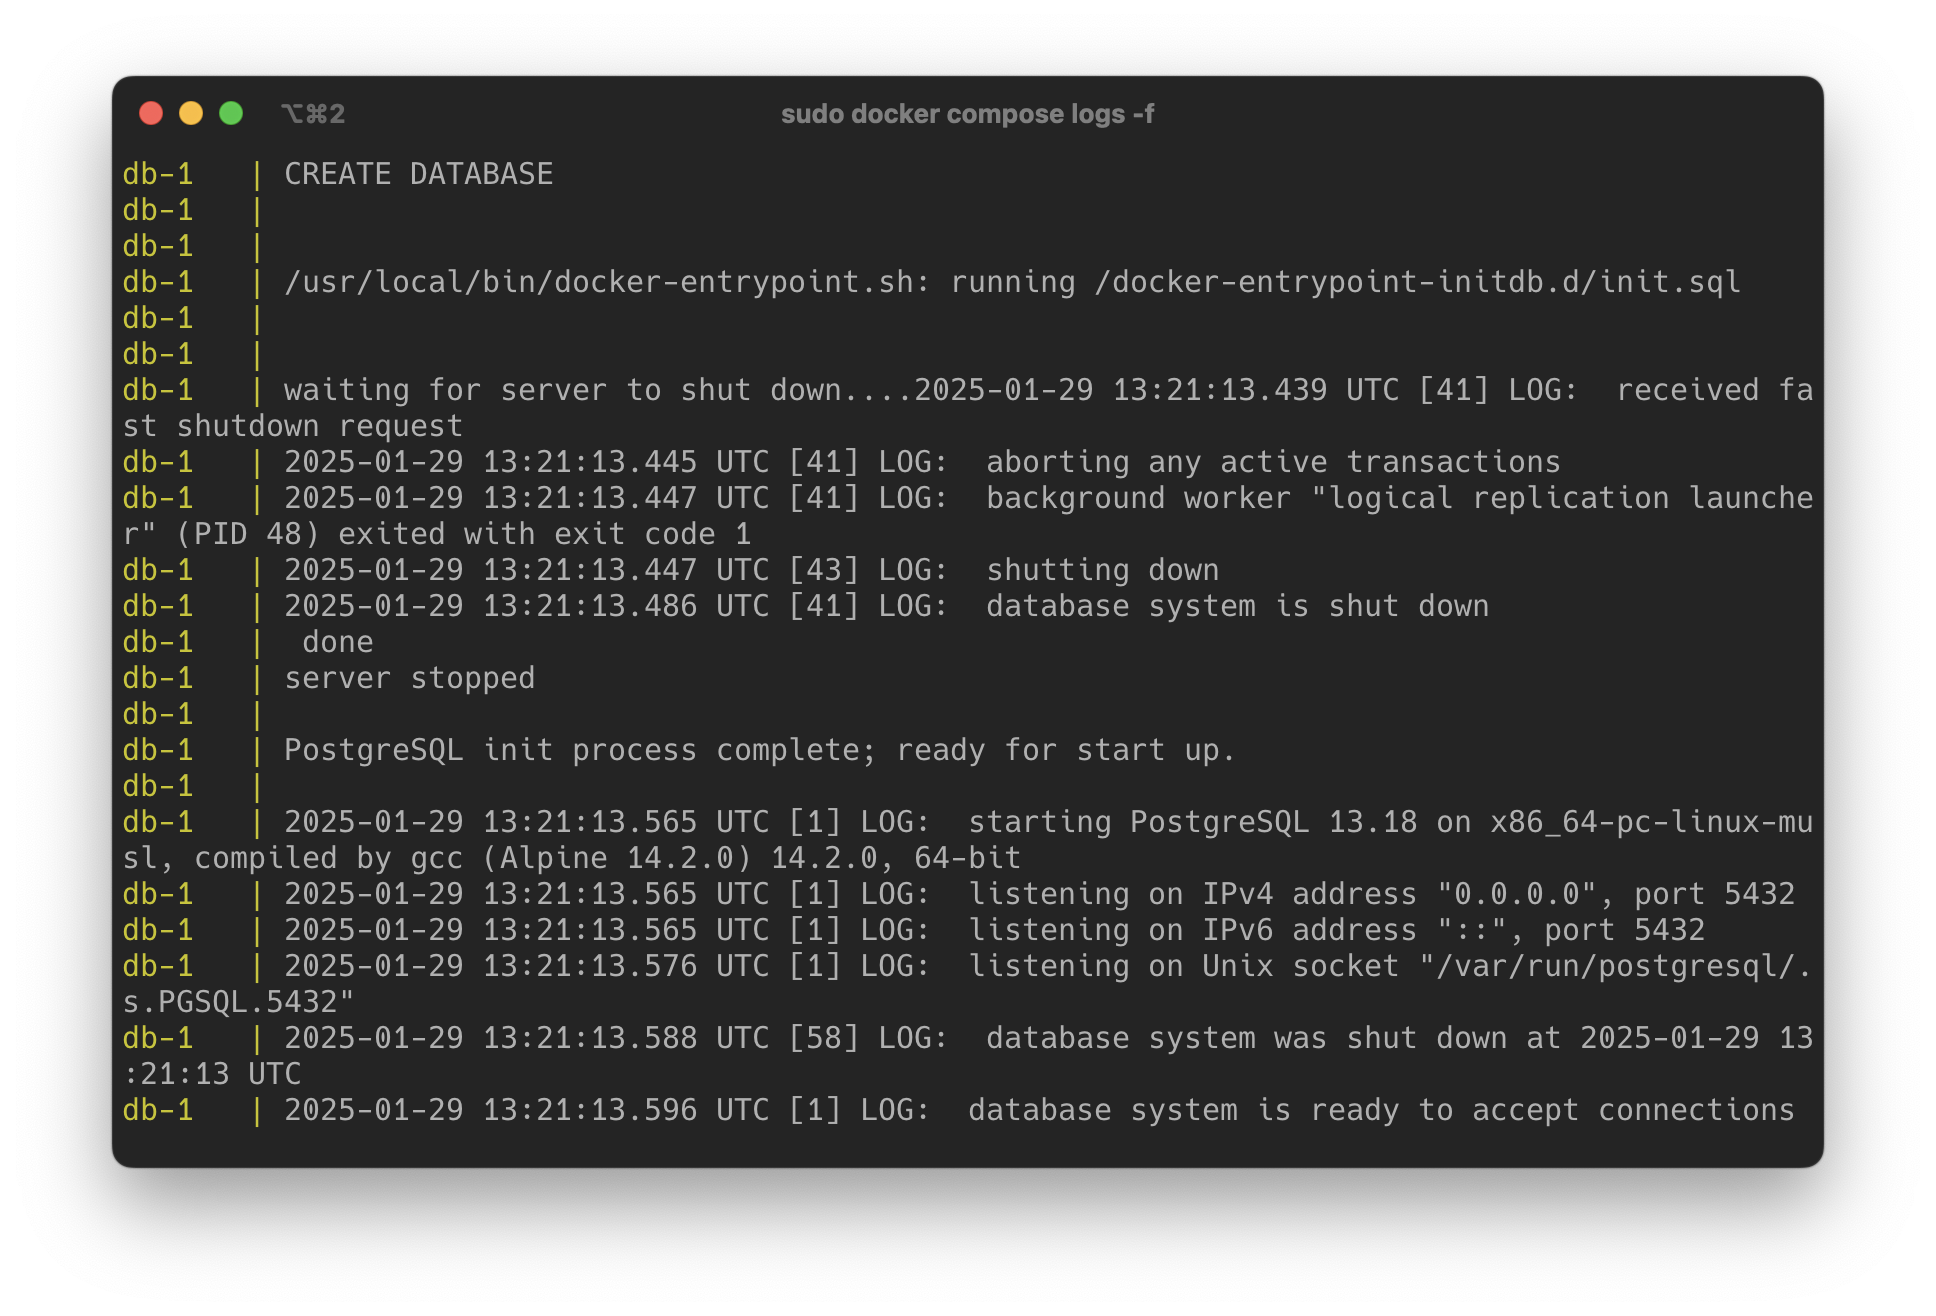 ⌥⌘2
sudo docker compose logs -f
db-1   | CREATE DATABASE
db-1   |
db-1   |
db-1   | /usr/local/bin/docker-entrypoint.sh: running /docker-entrypoint-initdb.d/init.sql
db-1   |
db-1   |
db-1   | waiting for server to shut down....2025-01-29 13:21:13.439 UTC [41] LOG:  received fa
st shutdown request
db-1   | 2025-01-29 13:21:13.445 UTC [41] LOG:  aborting any active transactions
db-1   | 2025-01-29 13:21:13.447 UTC [41] LOG:  background worker "logical replication launche
r" (PID 48) exited with exit code 1
db-1   | 2025-01-29 13:21:13.447 UTC [43] LOG:  shutting down
db-1   | 2025-01-29 13:21:13.486 UTC [41] LOG:  database system is shut down
db-1   |  done
db-1   | server stopped
db-1   |
db-1   | PostgreSQL init process complete; ready for start up.
db-1   |
db-1   | 2025-01-29 13:21:13.565 UTC [1] LOG:  starting PostgreSQL 13.18 on x86_64-pc-linux-mu
sl, compiled by gcc (Alpine 14.2.0) 14.2.0, 64-bit
db-1   | 2025-01-29 13:21:13.565 UTC [1] LOG:  listening on IPv4 address "0.0.0.0", port 5432
db-1   | 2025-01-29 13:21:13.565 UTC [1] LOG:  listening on IPv6 address "::", port 5432
db-1   | 2025-01-29 13:21:13.576 UTC [1] LOG:  listening on Unix socket "/var/run/postgresql/.
s.PGSQL.5432"
db-1   | 2025-01-29 13:21:13.588 UTC [58] LOG:  database system was shut down at 2025-01-29 13
:21:13 UTC
db-1   | 2025-01-29 13:21:13.596 UTC [1] LOG:  database system is ready to accept connections